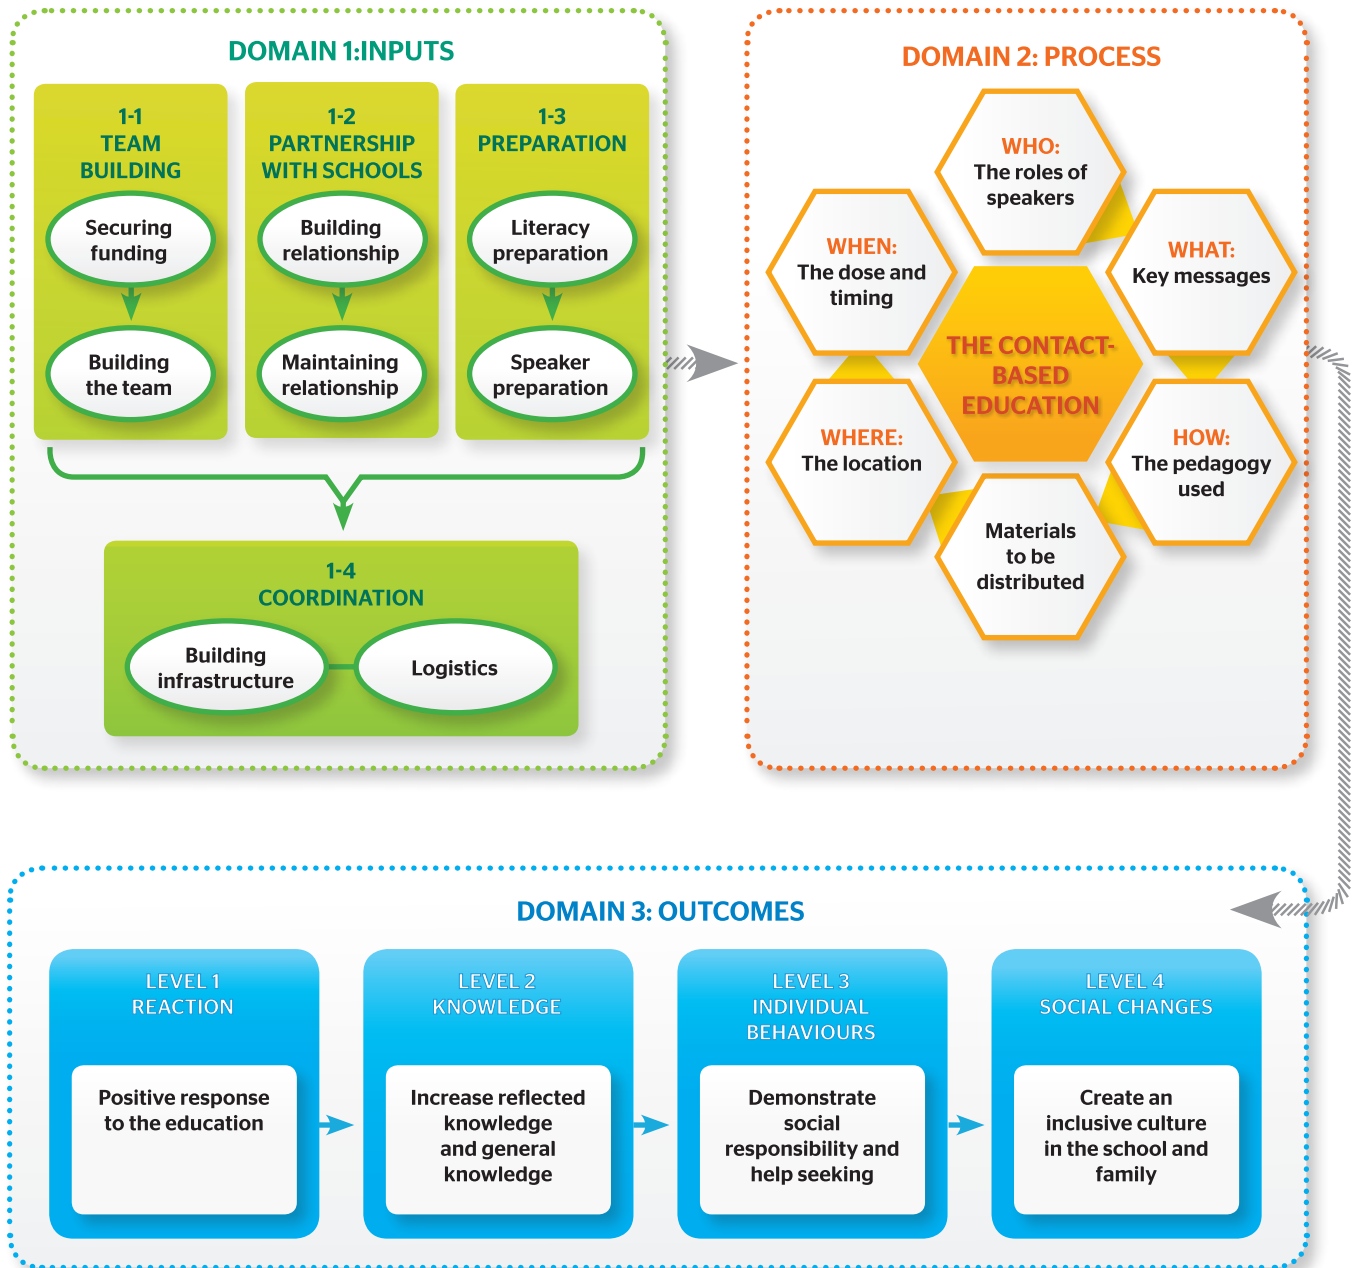 DOMAIN 1:INPUTS
1-1
TEAM
BUILDING
Securing
funding
Building
the team
1-2
PARTNERSHIP
WITH SCHOOLS
Building
relationship
Maintaining
relationship
1-3
PREPARATION
Literacy
preparation
Speaker
preparation
1-4
COORDINATION
Building
infrastructure
Logistics
DOMAIN 2: PROCESS
WHO:
The roles of
speakers
WHAT:
Key messages
HOW:
The pedagogy
used
Materials
to be
distributed
WHERE:
The location
WHEN:
The dose and
timing
THE CONTACT-
BASED
EDUCATION
DOMAIN 3: OUTCOMES
LEVEL 1
REACTION
Positive response
to the education
LEVEL 2
KNOWLEDGE
Increase reflected
knowledge
and general
knowledge
LEVEL 3
INDIVIDUAL
BEHAVIOURS
Demonstrate
social
responsibility and
help seeking
LEVEL 4
SOCIAL CHANGES
Create an
inclusive culture
in the school and
family